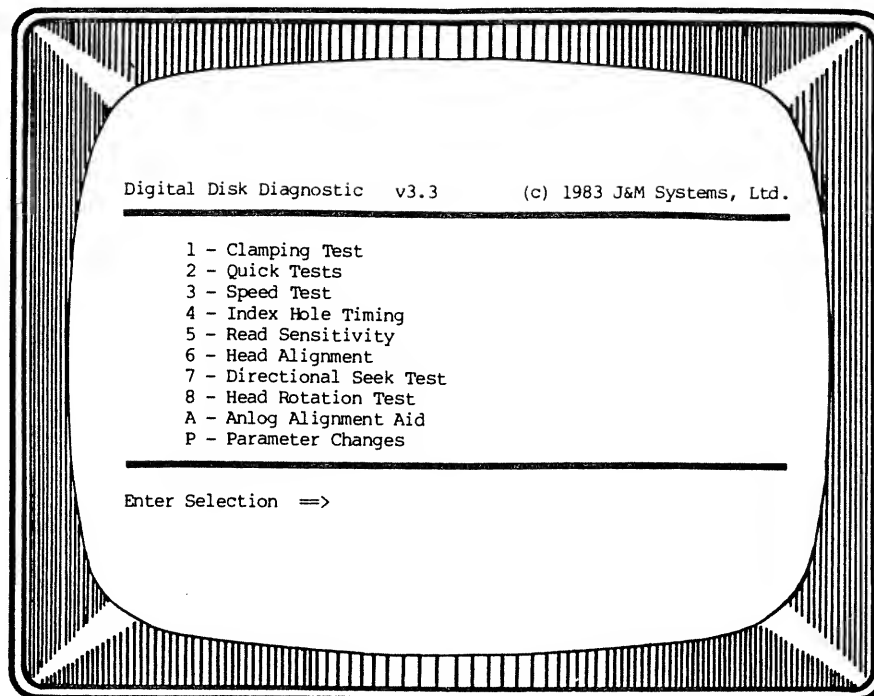 Digital Disk Diagnostic v3.3 (c) 1983 J&M Systems, Ltd.
1 - Clamping Test
2 - Quick Tests
3 - Speed Test
4 - Index Hole Timing
5 - Read Sensitivity
6 - Head Alignment
7 - Directional Seek Test
8 - Head Rotation Test
A - Anlog Alignment Aid
P - Parameter Changes
Enter Selection ==>